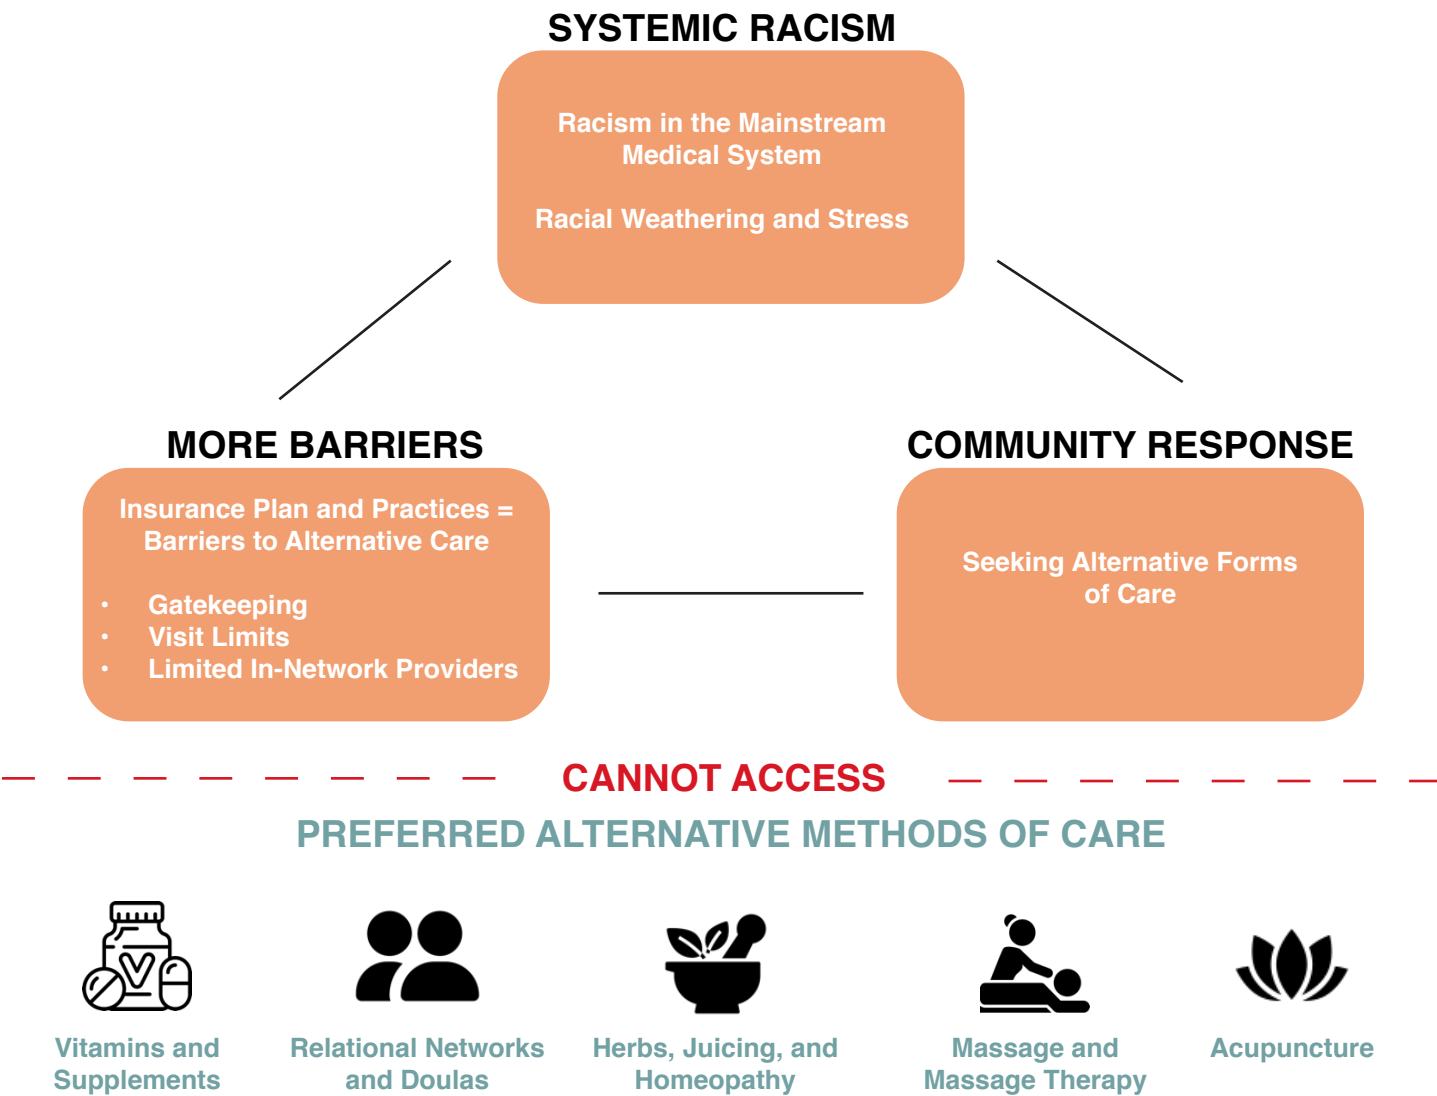 SYSTEMIC RACISM
Racism in the Mainstream
Medical System
Racial Weathering and Stress
MORE BARRIERS
Insurance Plan and Practices =
Barriers to Alternative Care
• Gatekeeping
• Visit Limits
• Limited In-Network Providers
COMMUNITY RESPONSE
Seeking Alternative Forms
of Care
CANNOT ACCESS
PREFERRED ALTERNATIVE METHODS OF CARE
V
Vitamins and
Supplements
Relational Networks
and Doulas
Herbs, Juicing, and
Homeopathy
Massage and
Massage Therapy
Acupuncture